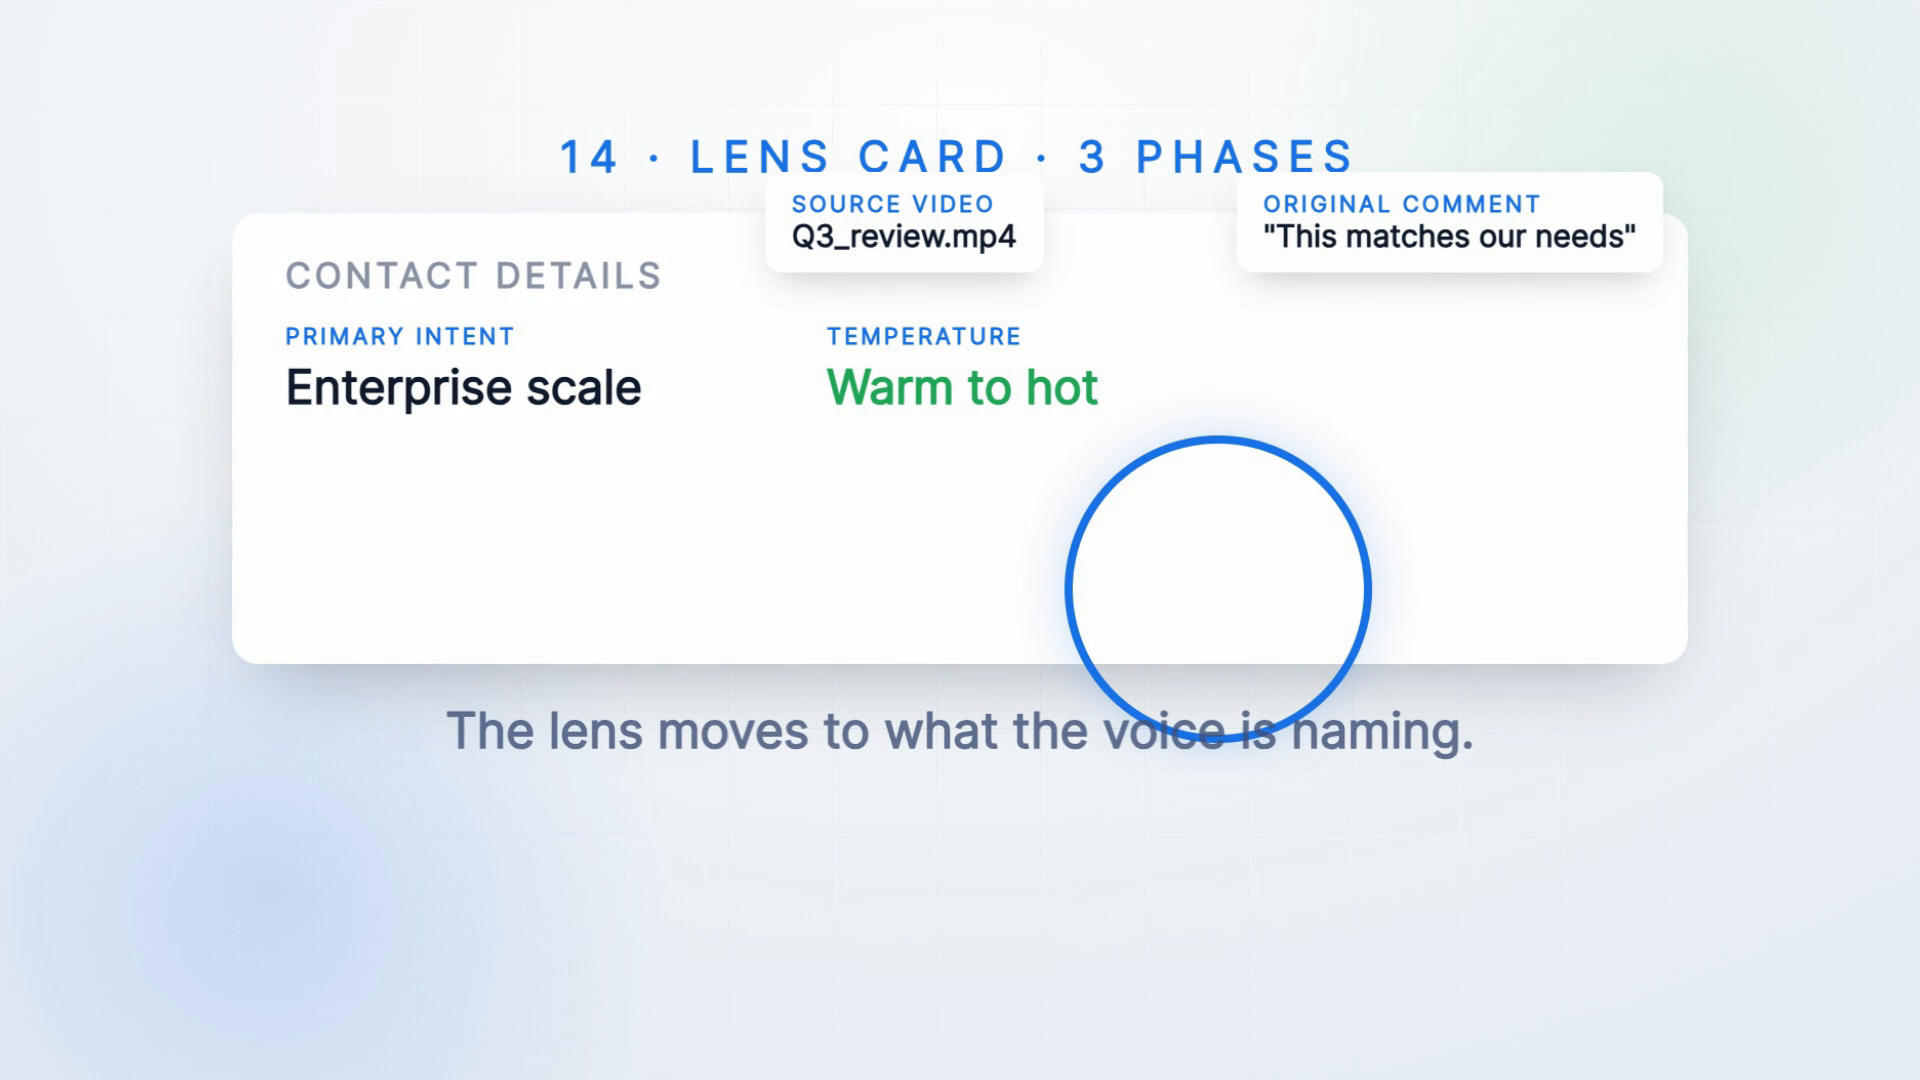 14 · LENS CARD · 3 PHASES
SOURCE VIDEO
Q3_review.mp4
ORIGINAL COMMENT
"This matches our needs"
CONTACT DETAILS
PRIMARY INTENT
Enterprise scale
TEMPERATURE
Warm to hot
The lens moves to what the voice is naming.